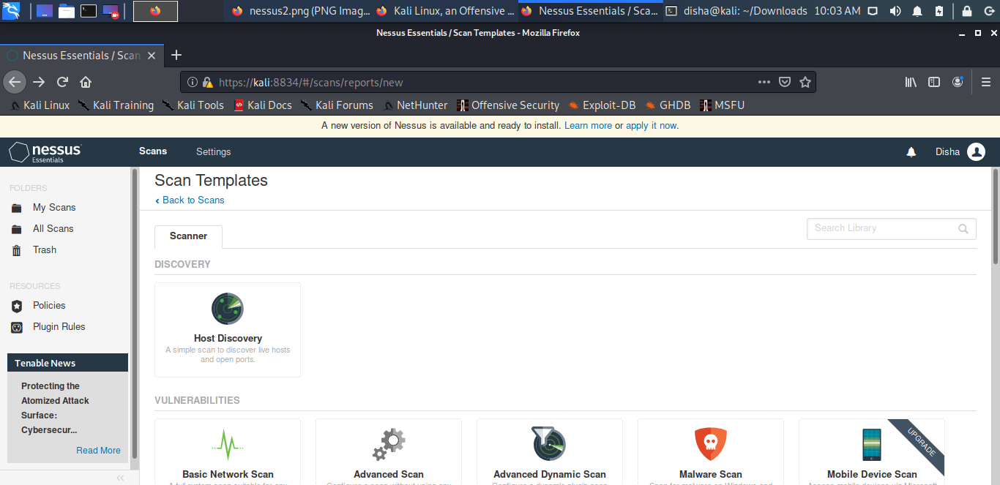 nessus2.png (PNG Imag...
Kali Linux, an Offensive ...
Nessus Essentials / Sca...
disha@kali: ~/Downloads
10:03 AM
Nessus Essentials / Scan Templates - Mozilla Firefox
Nessus Essentials / Scan
https://kali:8834/#/scans/reports/new
Kali Linux
Kali Training
Kali Tools
Kali Docs
Kali Forums
NetHunter
Offensive Security
Exploit-DB
GHDB
MSFU
A new version of Nessus is available and ready to install. Learn more or apply it now.
nessus
Essentials
Scans
Settings
Disha
FOLDERS
My Scans
All Scans
Trash
RESOURCES
Policies
Plugin Rules
Tenable News
Protecting the
Atomized Attack
Surface:
Cybersecur...
Read More
Scan Templates
Back to Scans
Scanner
Search Library
DISCOVERY
Host Discovery
A simple scan to discover live hosts
and open ports.
VULNERABILITIES
Basic Network Scan
Advanced Scan
Advanced Dynamic Scan
Malware Scan
UPGRADE
Mobile Device Scan